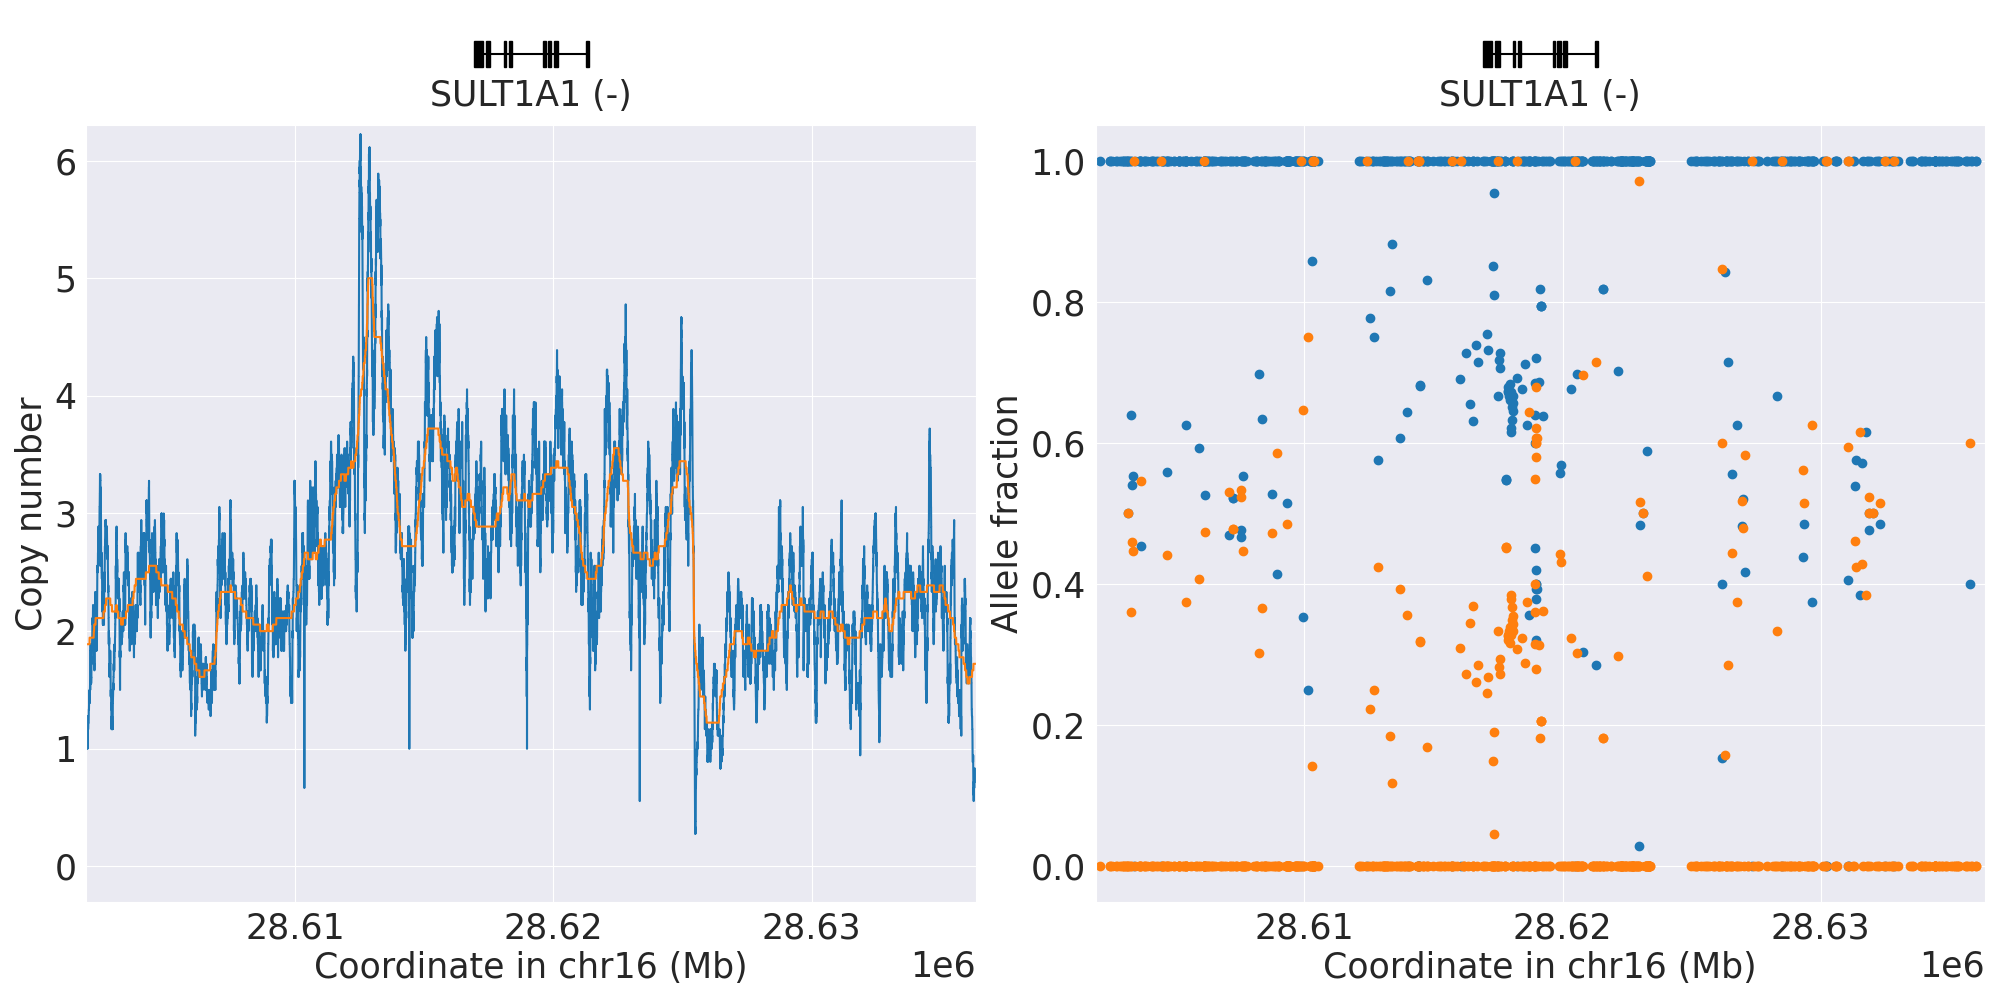 SULT1A1 (-)
Copy number
6
5
4
3
2
1
0
28.61
28.62
28.63
Coordinate in chr16 (Mb)
1e6
SULT1A1 (-)
Allele fraction
1.0
0.8
0.6
0.4
0.2
0.0
28.61
28.62
28.63
Coordinate in chr16 (Mb)
1e6